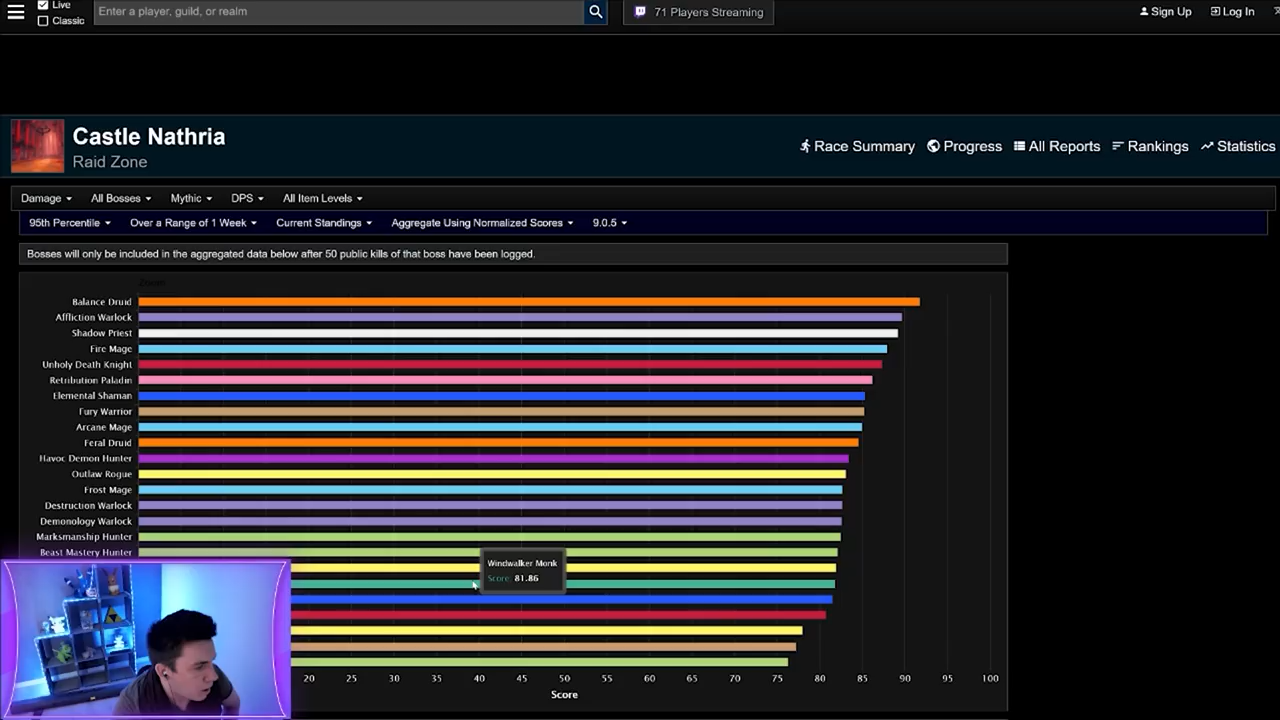 Live
Classic
Enter a player, guild, or realm
71 Players Streaming
Sign Up
Log In
Castle Nathria
Raid Zone
Race Summary
Progress
All Reports
Rankings
Statistics
Damage
All Bosses
Mythic
DPS
All Item Levels
95th Percentile
Over a Range of 1 Week
Current Standings
Aggregate Using Normalized Scores
9.0.5
Bosses will only be included in the aggregated data below after 50 public kills of that boss have been logged.
Balance Druid
Affliction Warlock
Shadow Priest
Fire Mage
Unholy Death Knight
Retribution Paladin
Elemental Shaman
Fury Warrior
Arcane Mage
Feral Druid
Havoc Demon Hunter
Outlaw Rogue
Frost Mage
Destruction Warlock
Demonology Warlock
Marksmanship Hunter
Beast Mastery Hunter
Windwalker Monk
Score: 81.86
20 25 30 35 40 45 50 55 60 65 70 75 80 85 90 95 100
Score